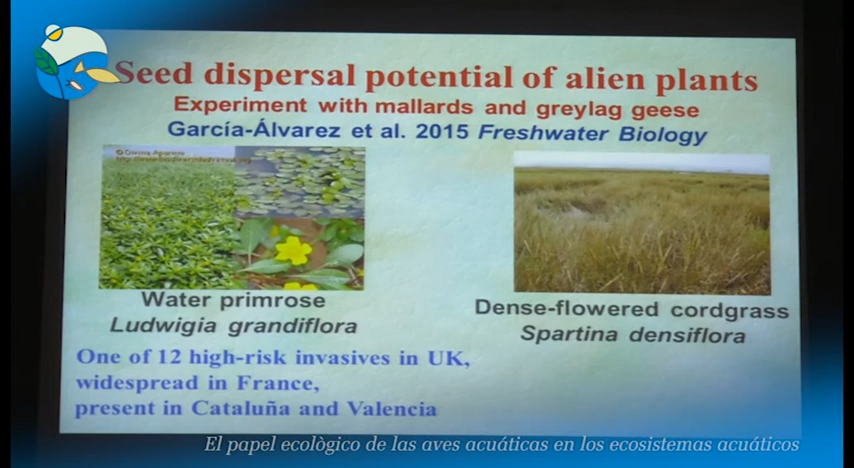 Seed dispersal potential of alien plants
Experiment with mallards and greylag geese
García-Álvarez et al. 2015 Freshwater Biology
Water primrose
Ludwigia grandiflora
Dense-flowered cordgrass
Spartina densiflora
One of 12 high-risk invasives in UK,
widespread in France,
present in Cataluña and Valencia
El papel ecològico de las aves acuáticas en los ecosistemas acuáticos